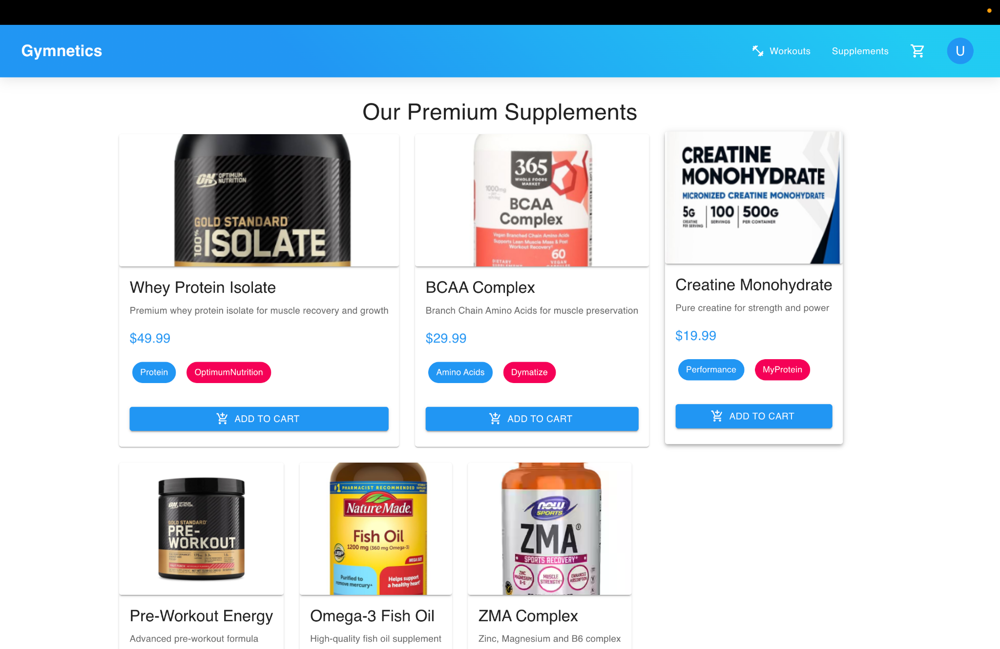 Gymnetics
Workouts
Supplements
U
Our Premium Supplements
ON OPTIMUM
NUTRITION
GOLD STANDARD
100% ISOLATE
Whey Protein Isolate
Premium whey protein isolate for muscle recovery and growth
$49.99
Protein
OptimumNutrition
ADD TO CART
365
WHOLE FOODS
MARKET
1000mg
per
serving
BCAA
Complex
Vegan Branched Chain Amino Acids
Supports Lean Muscle Mass & Post
Workout Recovery†
60
VEGAN
DIETARY
BCAA Complex
Branch Chain Amino Acids for muscle preservation
$29.99
Amino Acids
Dymatize
ADD TO CART
CREATINE
MONOHYDRATE
MICRONIZED CREATINE MONOHYDRATE
5G
CREATINE
PER SERVING
100
SERVINGS
500G
PER CONTAINER
Creatine Monohydrate
Pure creatine for strength and power
$19.99
Performance
MyProtein
ADD TO CART
ON OPTIMUM
NUTRITION
GOLD STANDARD
PRE-
WORKOUT
FRUIT PUNCH
Pre-Workout Energy
Advanced pre-workout formula
#1 PHARMACIST RECOMMENDED
Nature Made
Fish Oil
1200 mg (360 mg Omega-3)
USP
MEGA SIZE
Purified to
remove mercury
Helps support
a healthy heart†
Omega-3 Fish Oil
High-quality fish oil supplement
NOW
SPORTS
ZMA®
SPORTS RECOVERY*
ZINC
MAGNESIUM
B-6
MUSCLE
STRENGTH*
ENHANCED
ABSORPTION
ZMA Complex
Zinc, Magnesium and B6 complex